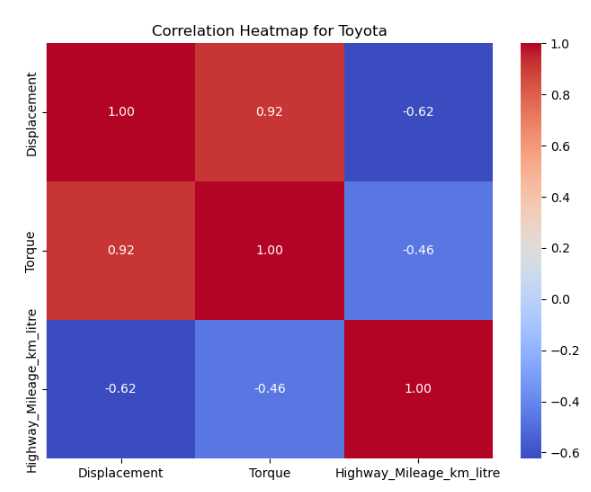 Correlation Heatmap for Toyota
Displacement
1.00
0.92
-0.62
Torque
0.92
1.00
-0.46
Highway_Mileage_km_litre
-0.62
-0.46
1.00
Displacement
Torque
Highway_Mileage_km_litre
1.0
0.8
0.6
0.4
0.2
0.0
−0.2
−0.4
−0.6